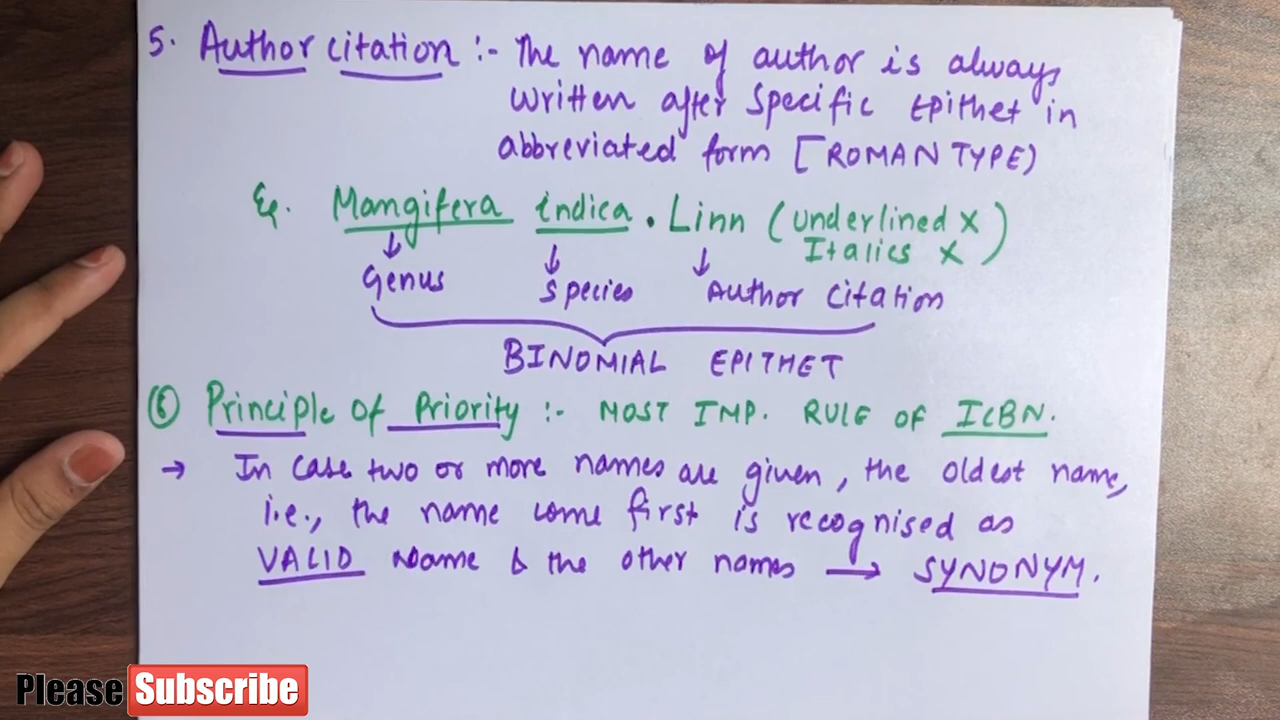 5. Author citation :- The name of author is always
written after specific Epithet in
abbreviated form [ROMAN TYPE)
Eg. Mangifera indica. Linn (underlined X
Italics X)
Genus Species Author Citation
BINOMIAL EPITHET
⑥ Principle of Priority :- MOST IMP. RULE OF ICBN.
→ In case two or more names are given, the oldest name,
i.e., the name come first is recognised as
VALID Name & the other names → SYNONYM.
Please Subscribe